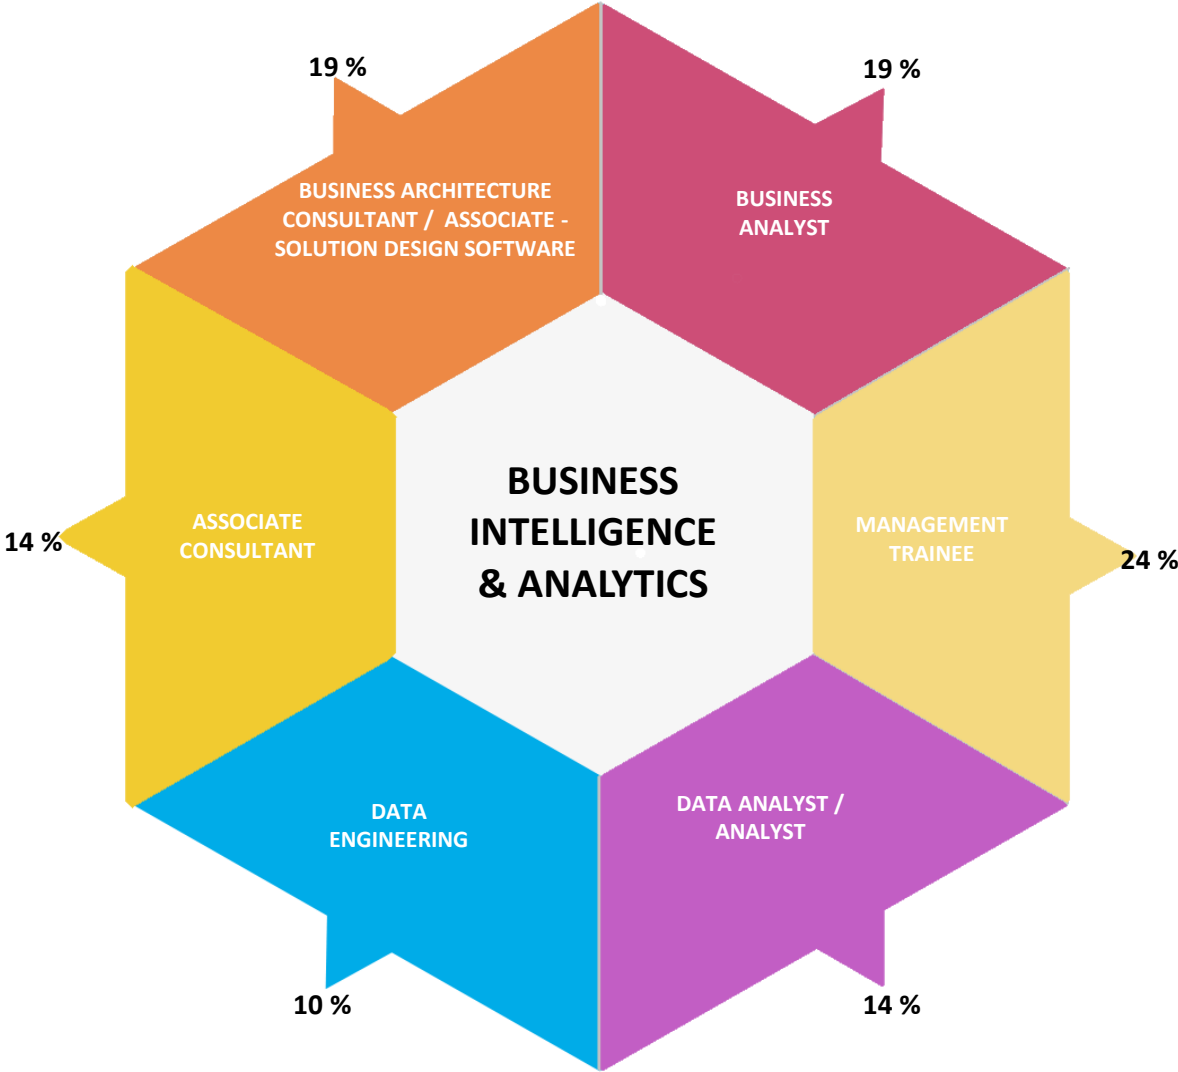 19 %
19 %
BUSINESS ARCHITECTURE
CONSULTANT / ASSOCIATE -
SOLUTION DESIGN SOFTWARE
BUSINESS
ANALYST
14 %
ASSOCIATE
CONSULTANT
BUSINESS
INTELLIGENCE
& ANALYTICS
MANAGEMENT
TRAINEE
24 %
DATA
ENGINEERING
DATA ANALYST /
ANALYST
10 %
14 %